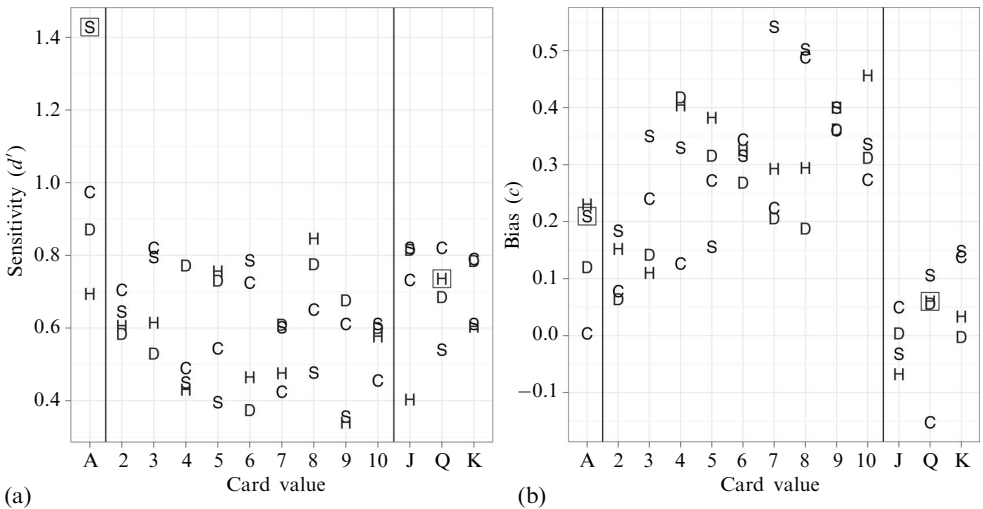 Sensitivity (d′)
1.4
1.2
1.0
0.8
0.6
0.4
S C D H
C S H D
C S H D
D C S H
H D C S
S C H D
D S H C
H D C S
D C S H
S D H C
S D C H
C H D S
S D C H
A 2 3 4 5 6 7 8 9 10 J Q K
Card value
(a)
Bias (c)
0.5
0.4
0.3
0.2
0.1
0.0
−0.1
H S D C
S H C D
S C D H
D H S C
H D C S
C H S D
S H C D
S C H D
S H D C
H S D C
C D S H
S H D C
S C H D
A 2 3 4 5 6 7 8 9 10 J Q K
Card value
(b)